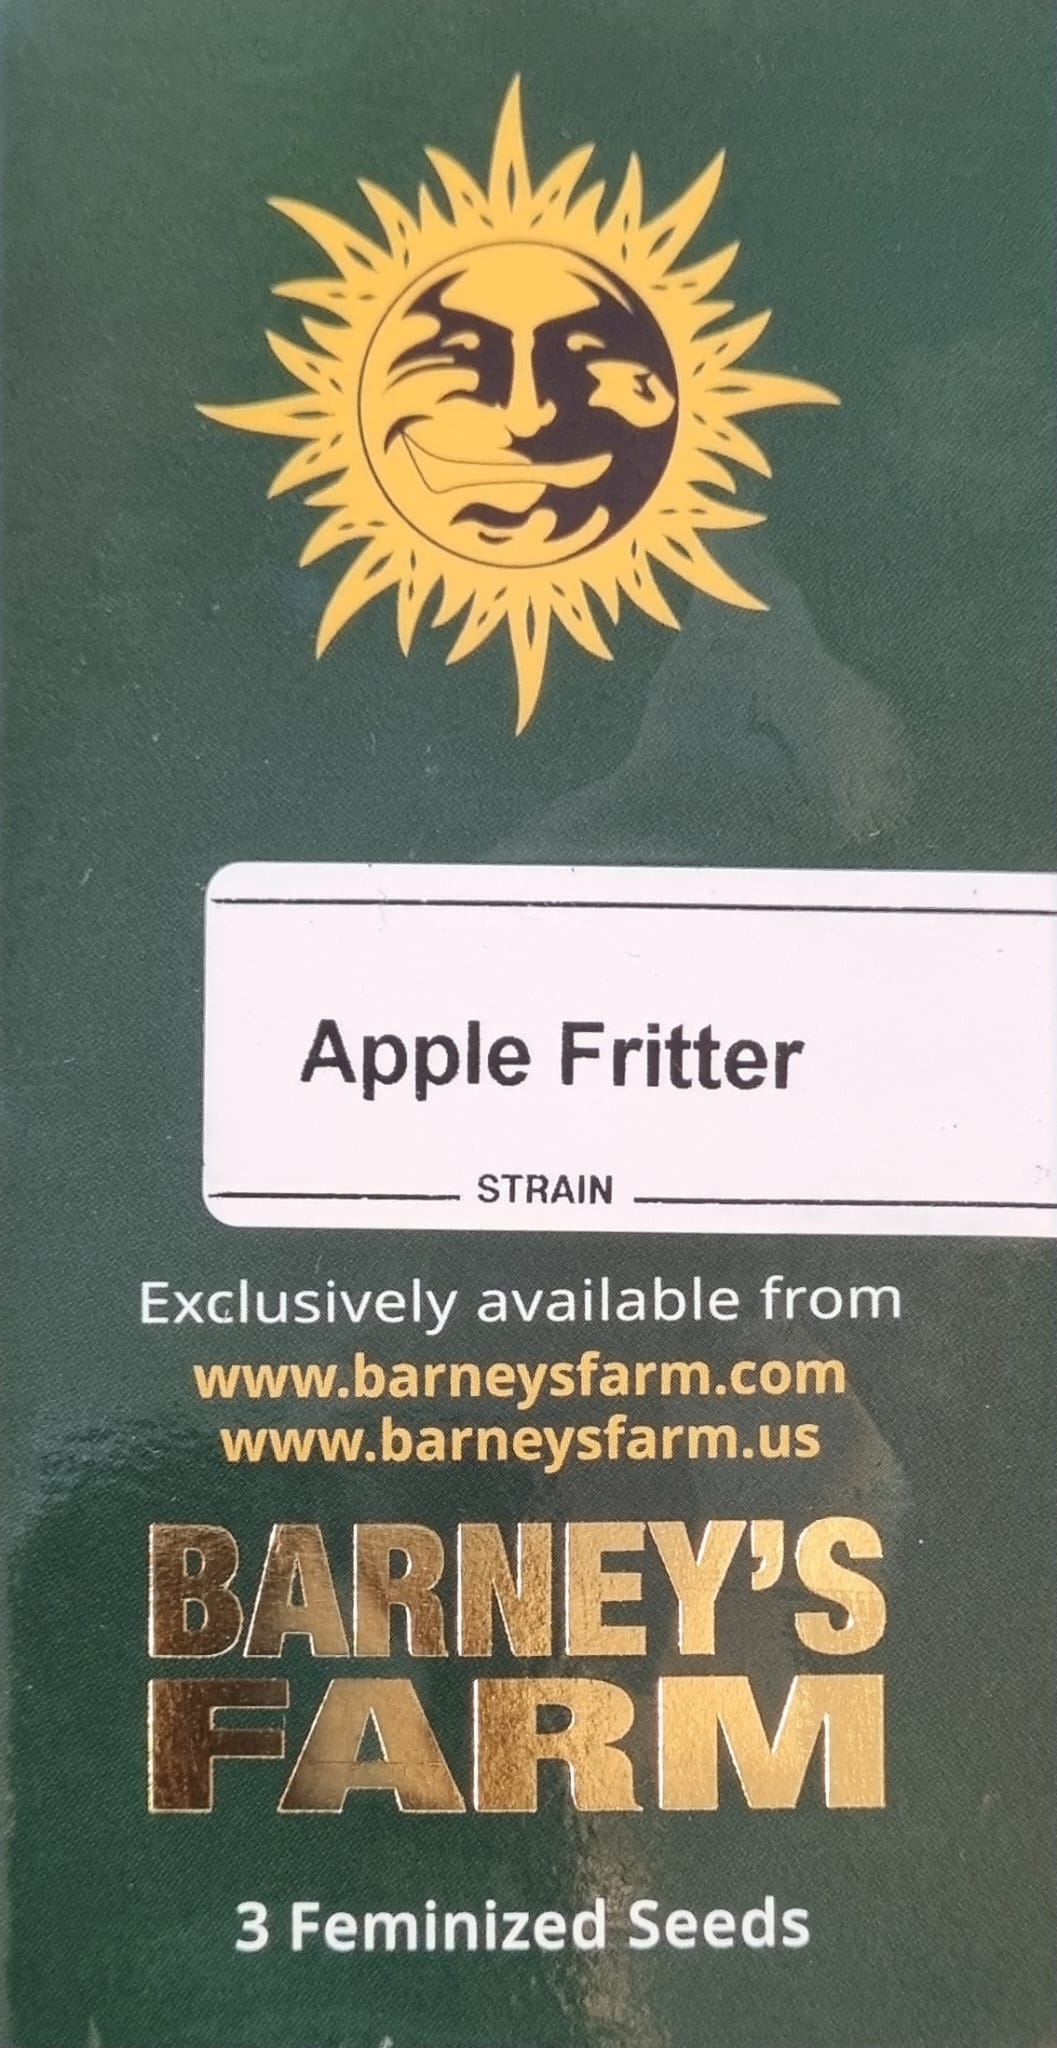 Apple Fritter
STRAIN
Exclusively available from
www.barneysfarm.com
www.barneysfarm.us
BARNEY'S
FARM
3 Feminized Seeds